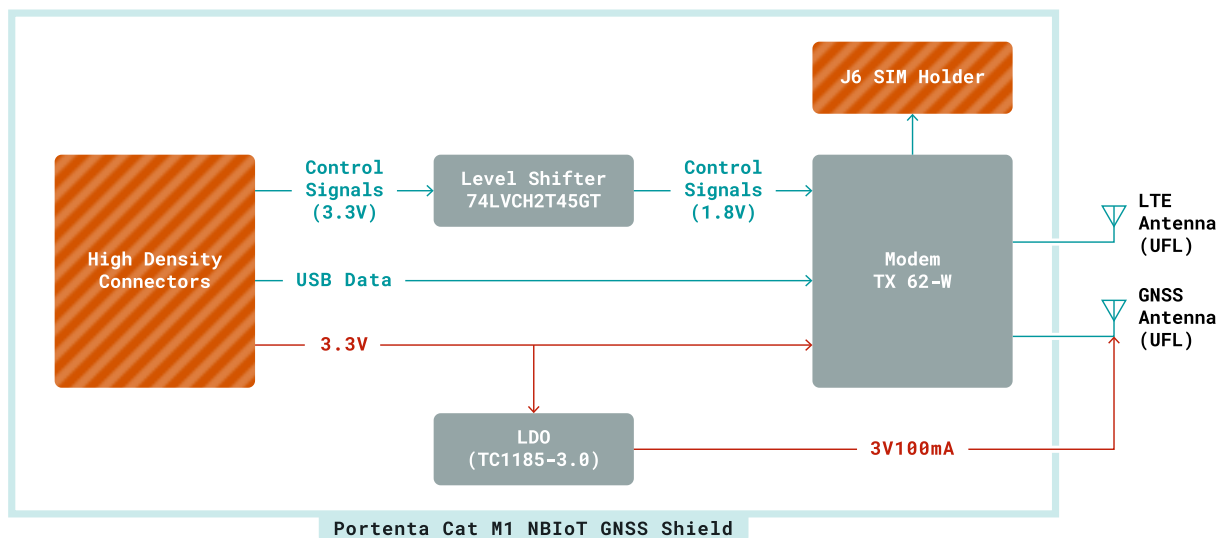 J6 SIM Holder
Control
Signals
(3.3V)
Level Shifter
74LVCH2T45GT
Control
Signals
(1.8V)
LTE
Antenna
(UFL)
High Density
Connectors
USB Data
Modem
TX 62-W
GNSS
Antenna
(UFL)
3.3V
LDO
(TC1185-3.0)
3V100mA
Portenta Cat M1 NBIoT GNSS Shield